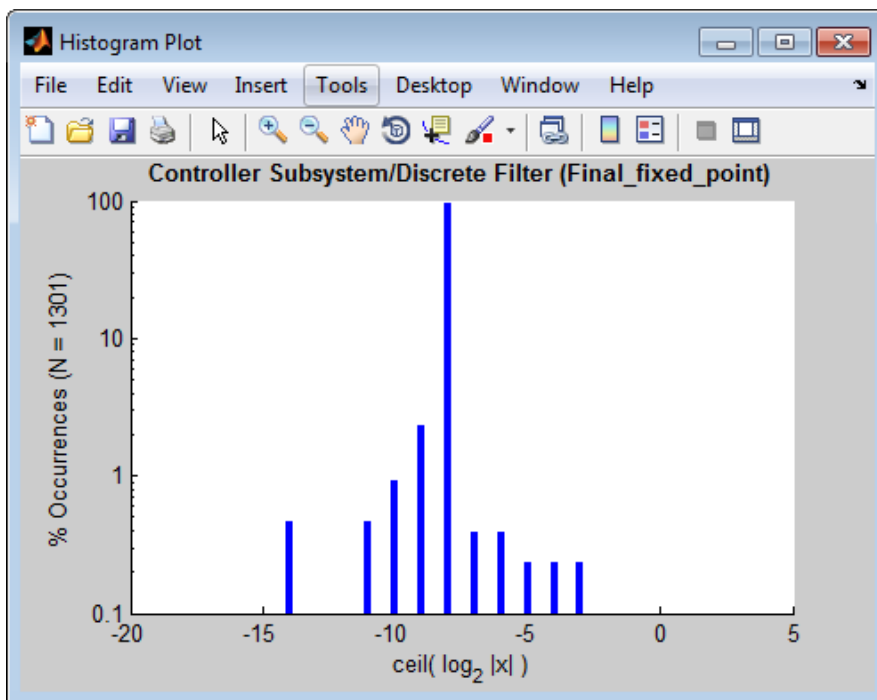 Histogram Plot
File Edit View Insert Tools Desktop Window Help
Controller Subsystem/Discrete Filter (Final_fixed_point)
% Occurrences (N = 1301)
100
10
1
0.1
-20 -15 -10 -5 0 5
ceil( log₂ |x| )